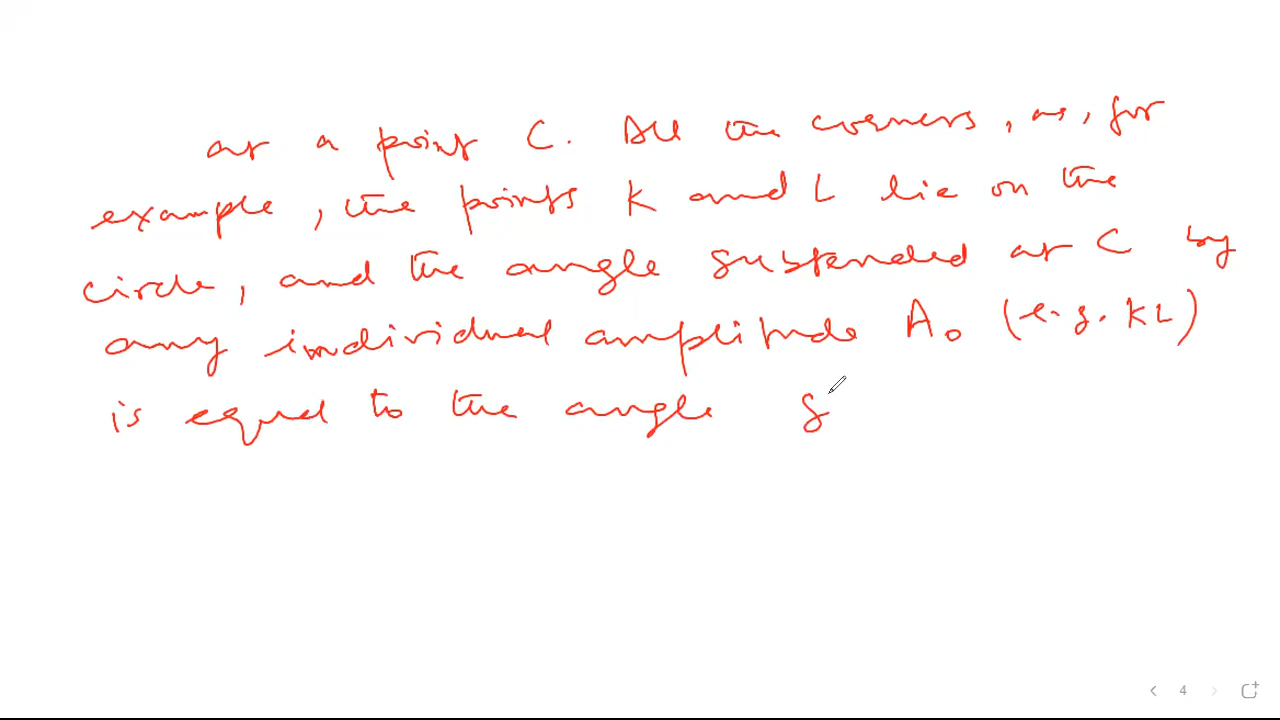 at a point C. All the corners, as, for
example, the points K and L lie on the
circle, and the angle subtended at C by
any individual amplitude A₀ (e.g. KL)
is equal to the angle δ
4